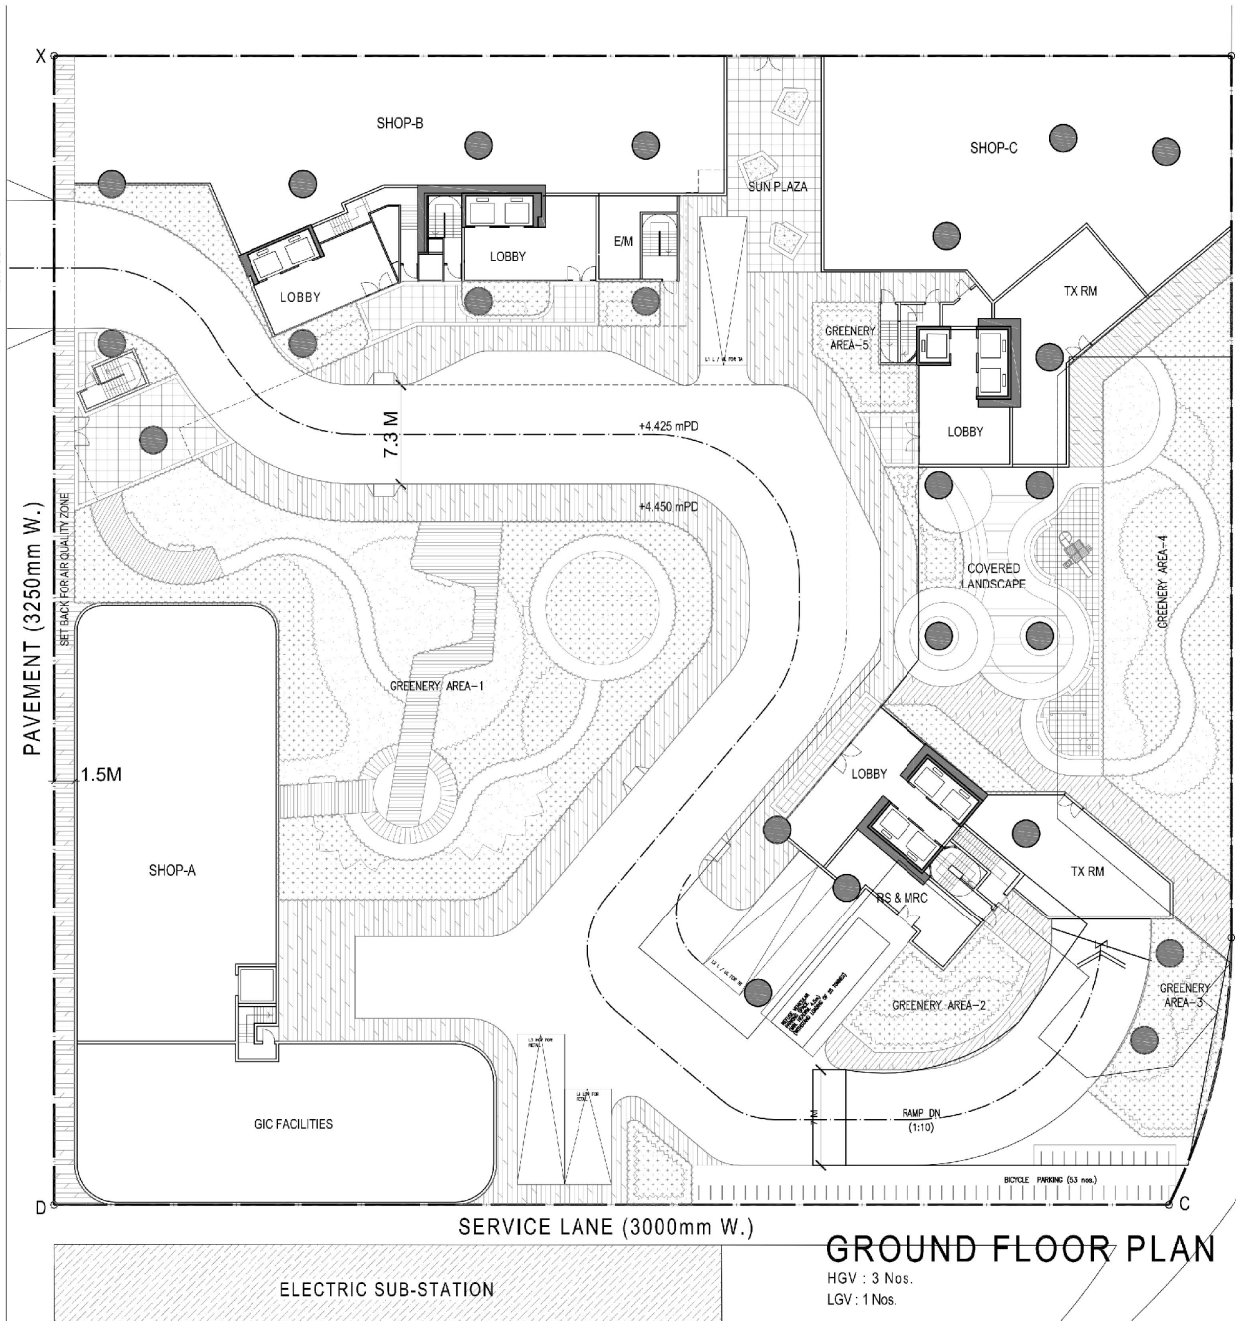 X
SHOP-B
SHOP-C
SUN PLAZA
E/M
LOBBY
LOBBY
TX RM
GREENERY
AREA-5
LOBBY
7.3 M
+4.425 mPD
+4.450 mPD
PAVEMENT (3250mm W.)
SET BACK FOR AIR QUALITY ZONE
COVERED
LANDSCAPE
GREENERY AREA-4
GREENERY AREA-1
1.5M
LOBBY
SHOP-A
TX RM
RS & MRC
GREENERY AREA-2
GREENERY
AREA-3
GIC FACILITIES
RAMP DN
(1:10)
BICYCLE PARKING (53 nos.)
D
C
SERVICE LANE (3000mm W.)
GROUND FLOOR PLAN
HGV : 3 Nos.
LGV : 1 Nos.
ELECTRIC SUB-STATION